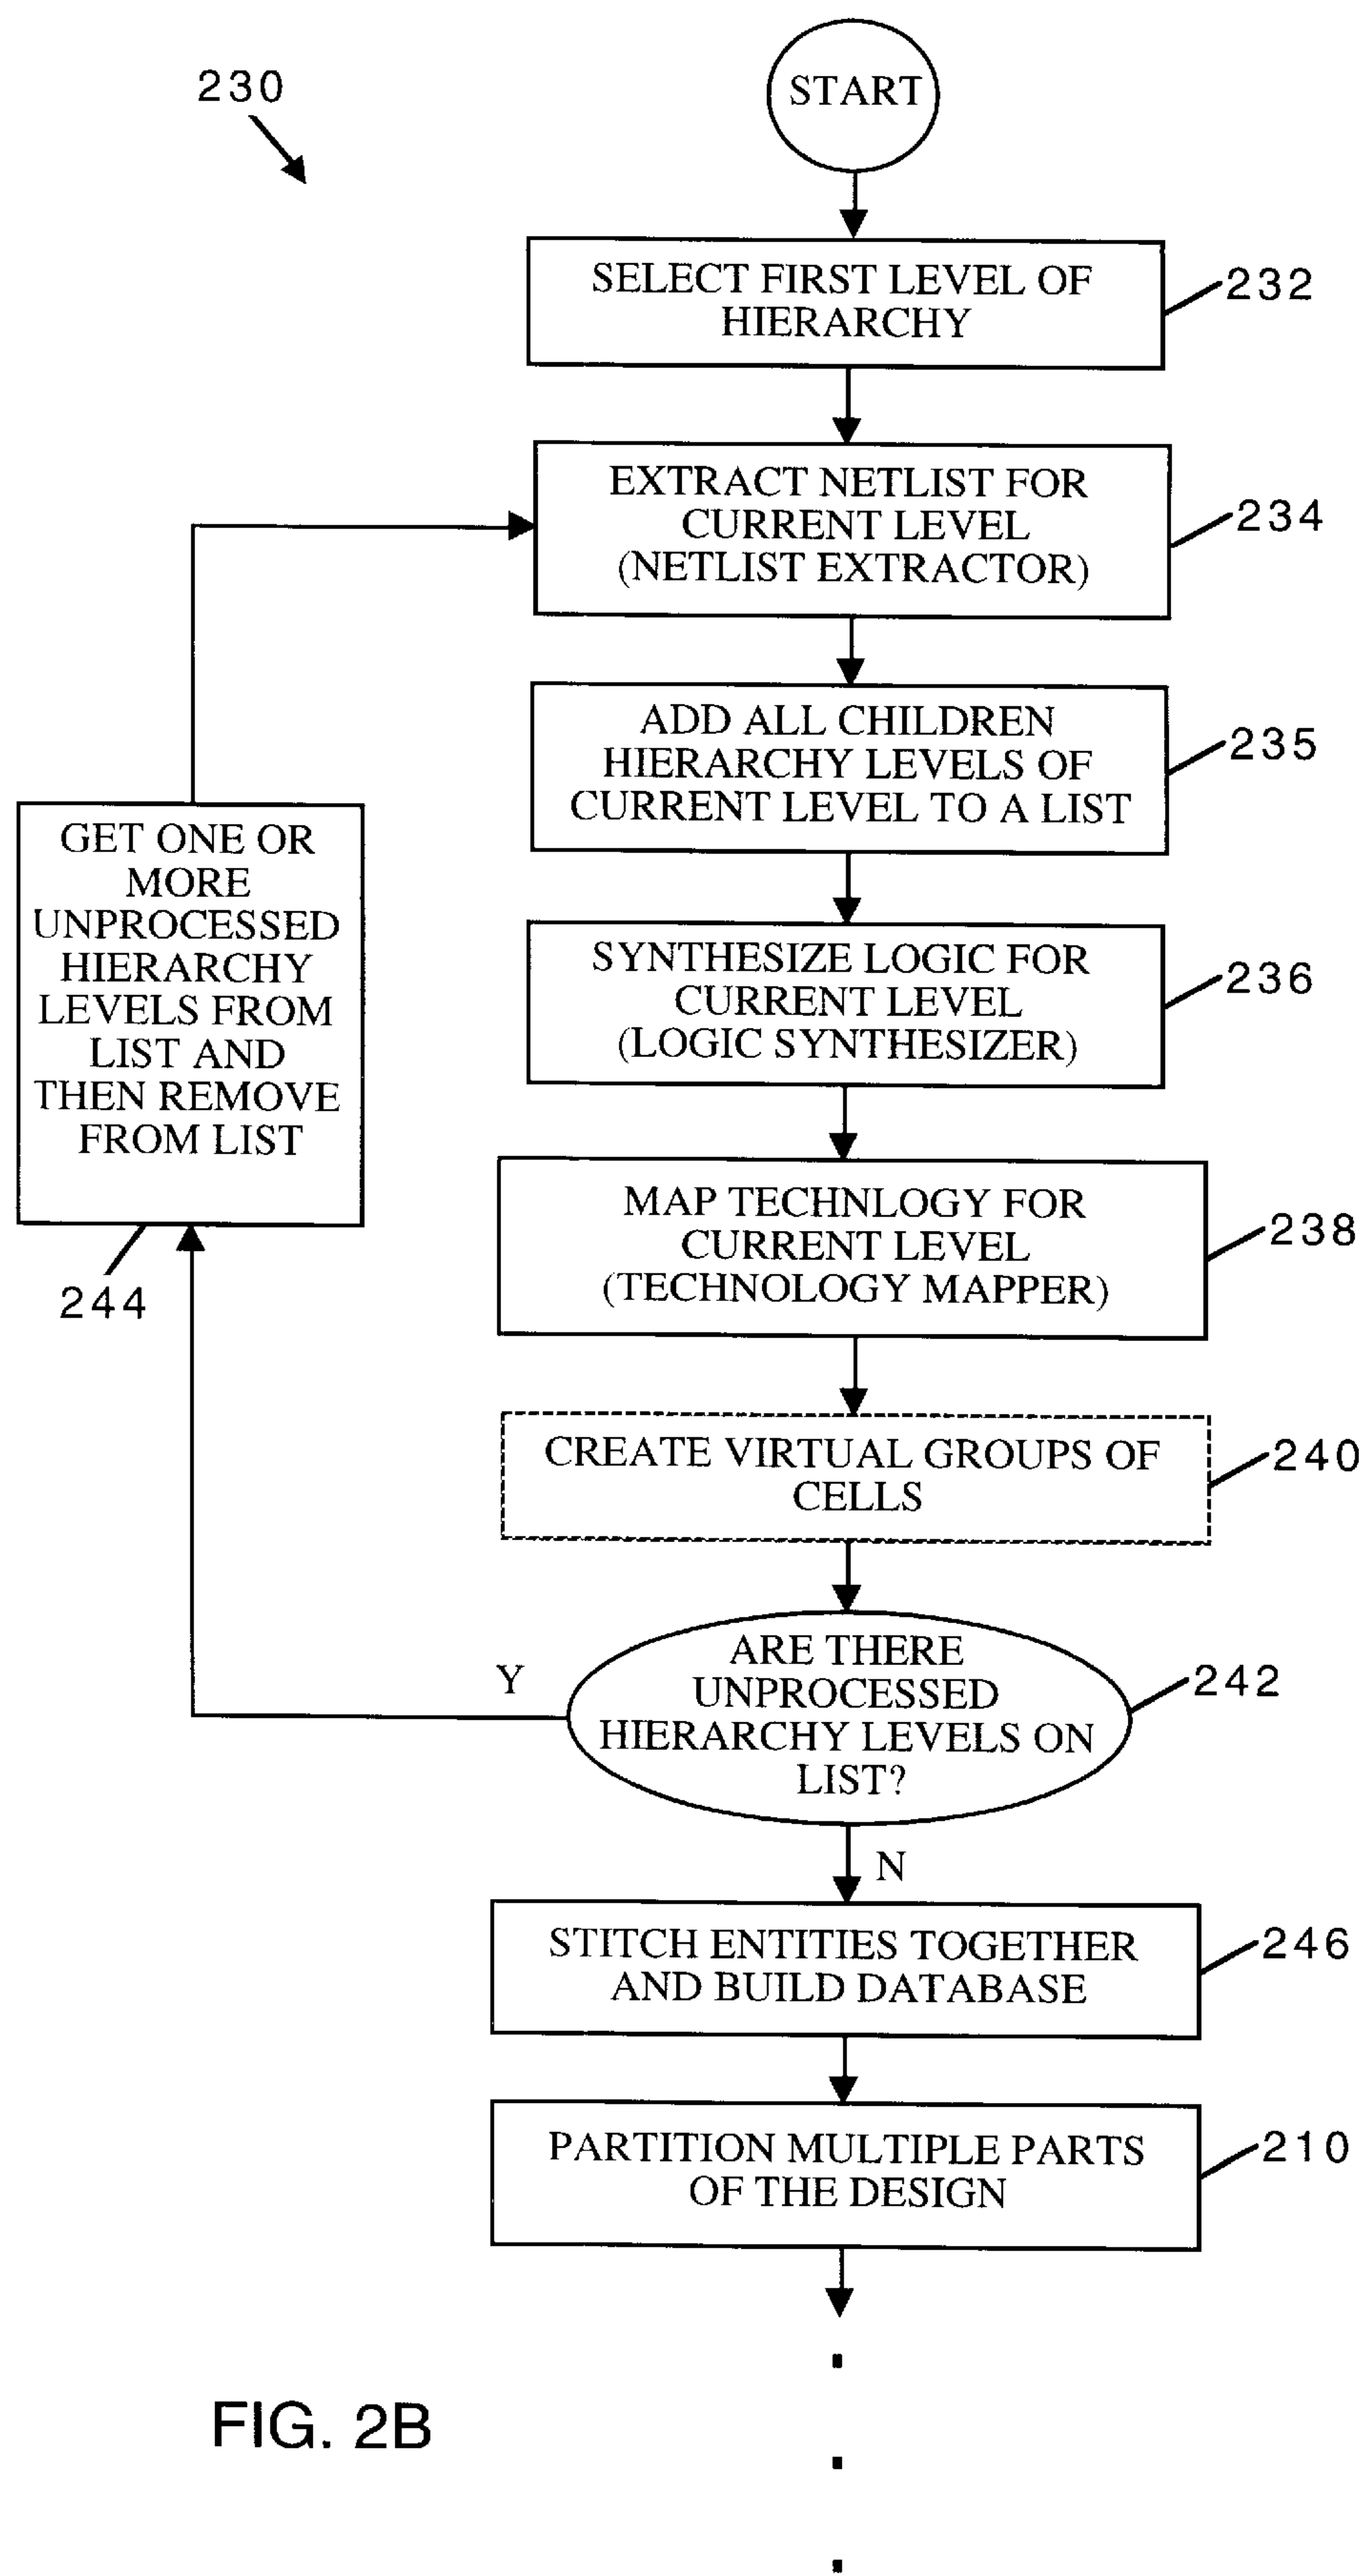 230
START
SELECT FIRST LEVEL OF
HIERARCHY
232
EXTRACT NETLIST FOR
CURRENT LEVEL
(NETLIST EXTRACTOR)
234
ADD ALL CHILDREN
HIERARCHY LEVELS OF
CURRENT LEVEL TO A LIST
235
GET ONE OR
MORE
UNPROCESSED
HIERARCHY
LEVELS FROM
LIST AND
THEN REMOVE
FROM LIST
244
SYNTHESIZE LOGIC FOR
CURRENT LEVEL
(LOGIC SYNTHESIZER)
236
MAP TECHNLOGY FOR
CURRENT LEVEL
(TECHNOLOGY MAPPER)
238
CREATE VIRTUAL GROUPS OF
CELLS
240
ARE THERE
UNPROCESSED
HIERARCHY LEVELS ON
LIST?
242
Y
N
STITCH ENTITIES TOGETHER
AND BUILD DATABASE
246
PARTITION MULTIPLE PARTS
OF THE DESIGN
210
FIG. 2B